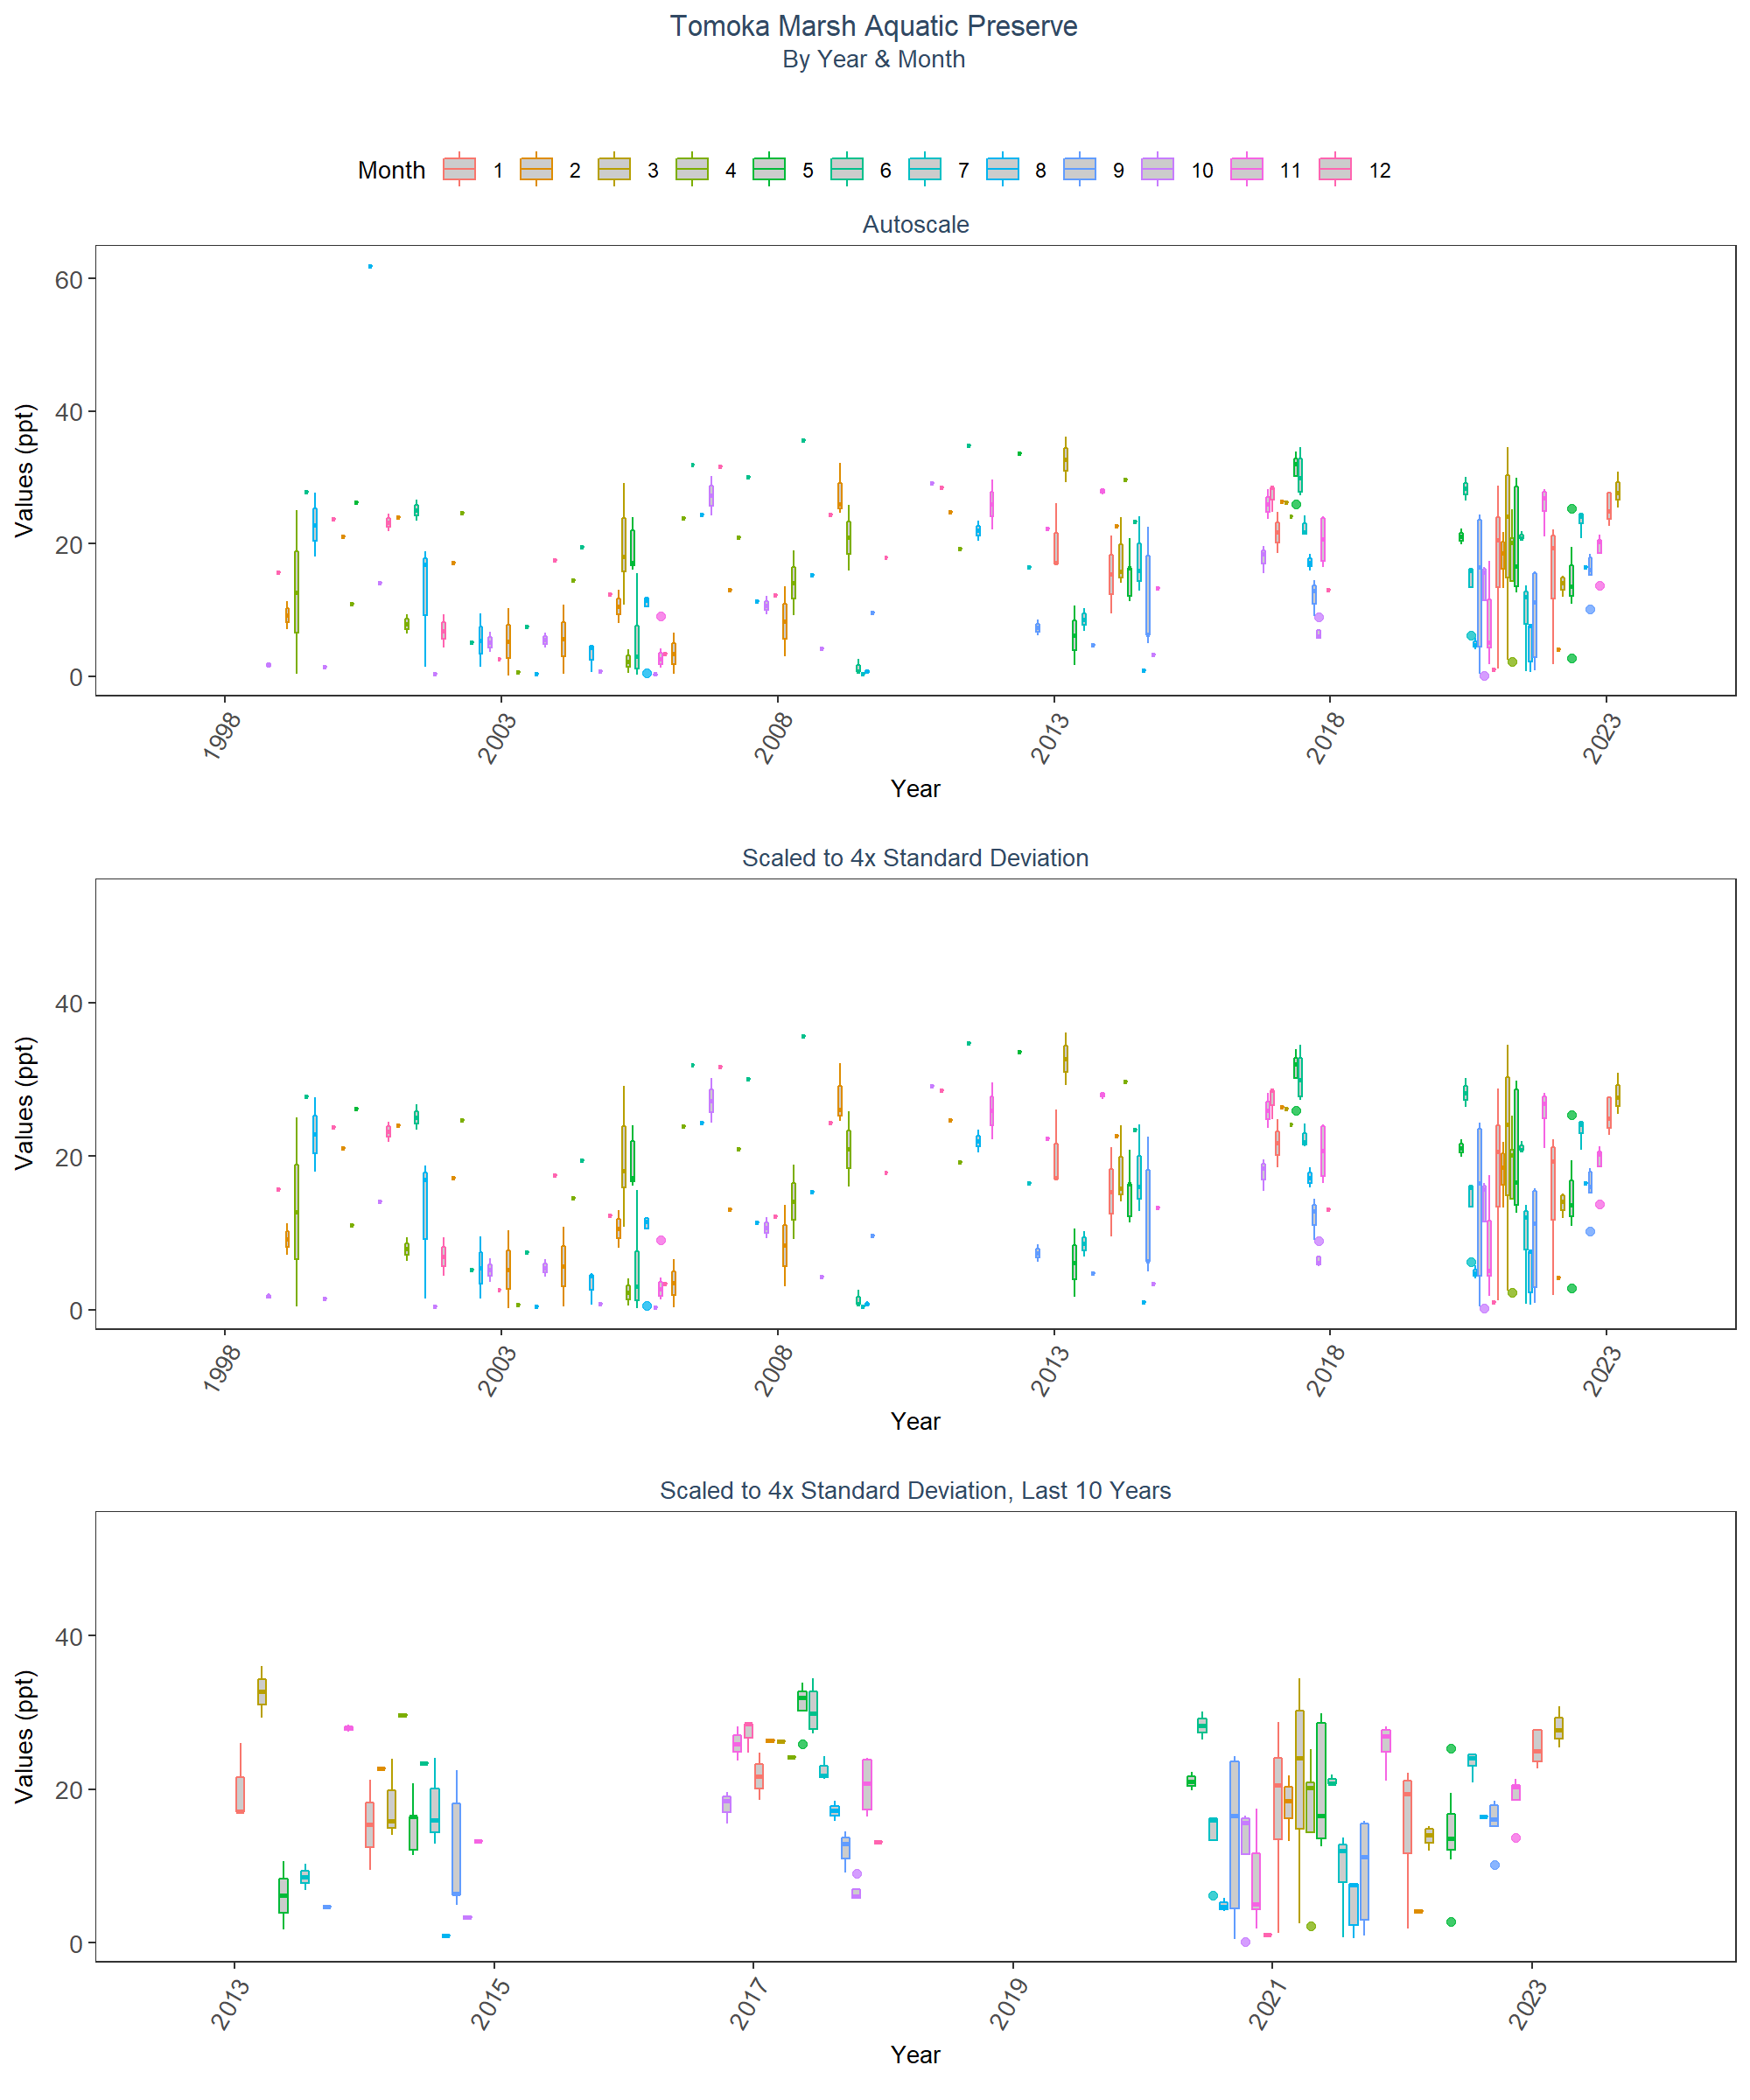 Tomoka Marsh Aquatic Preserve
By Year & Month
Month 1 2 3 4 5 6 7 8 9 10 11 12
Autoscale
Values (ppt)
60
40
20
0
1998 2003 2008 2013 2018 2023
Year
Scaled to 4x Standard Deviation
Values (ppt)
40
20
0
1998 2003 2008 2013 2018 2023
Year
Scaled to 4x Standard Deviation, Last 10 Years
Values (ppt)
40
20
0
2013 2015 2017 2019 2021 2023
Year